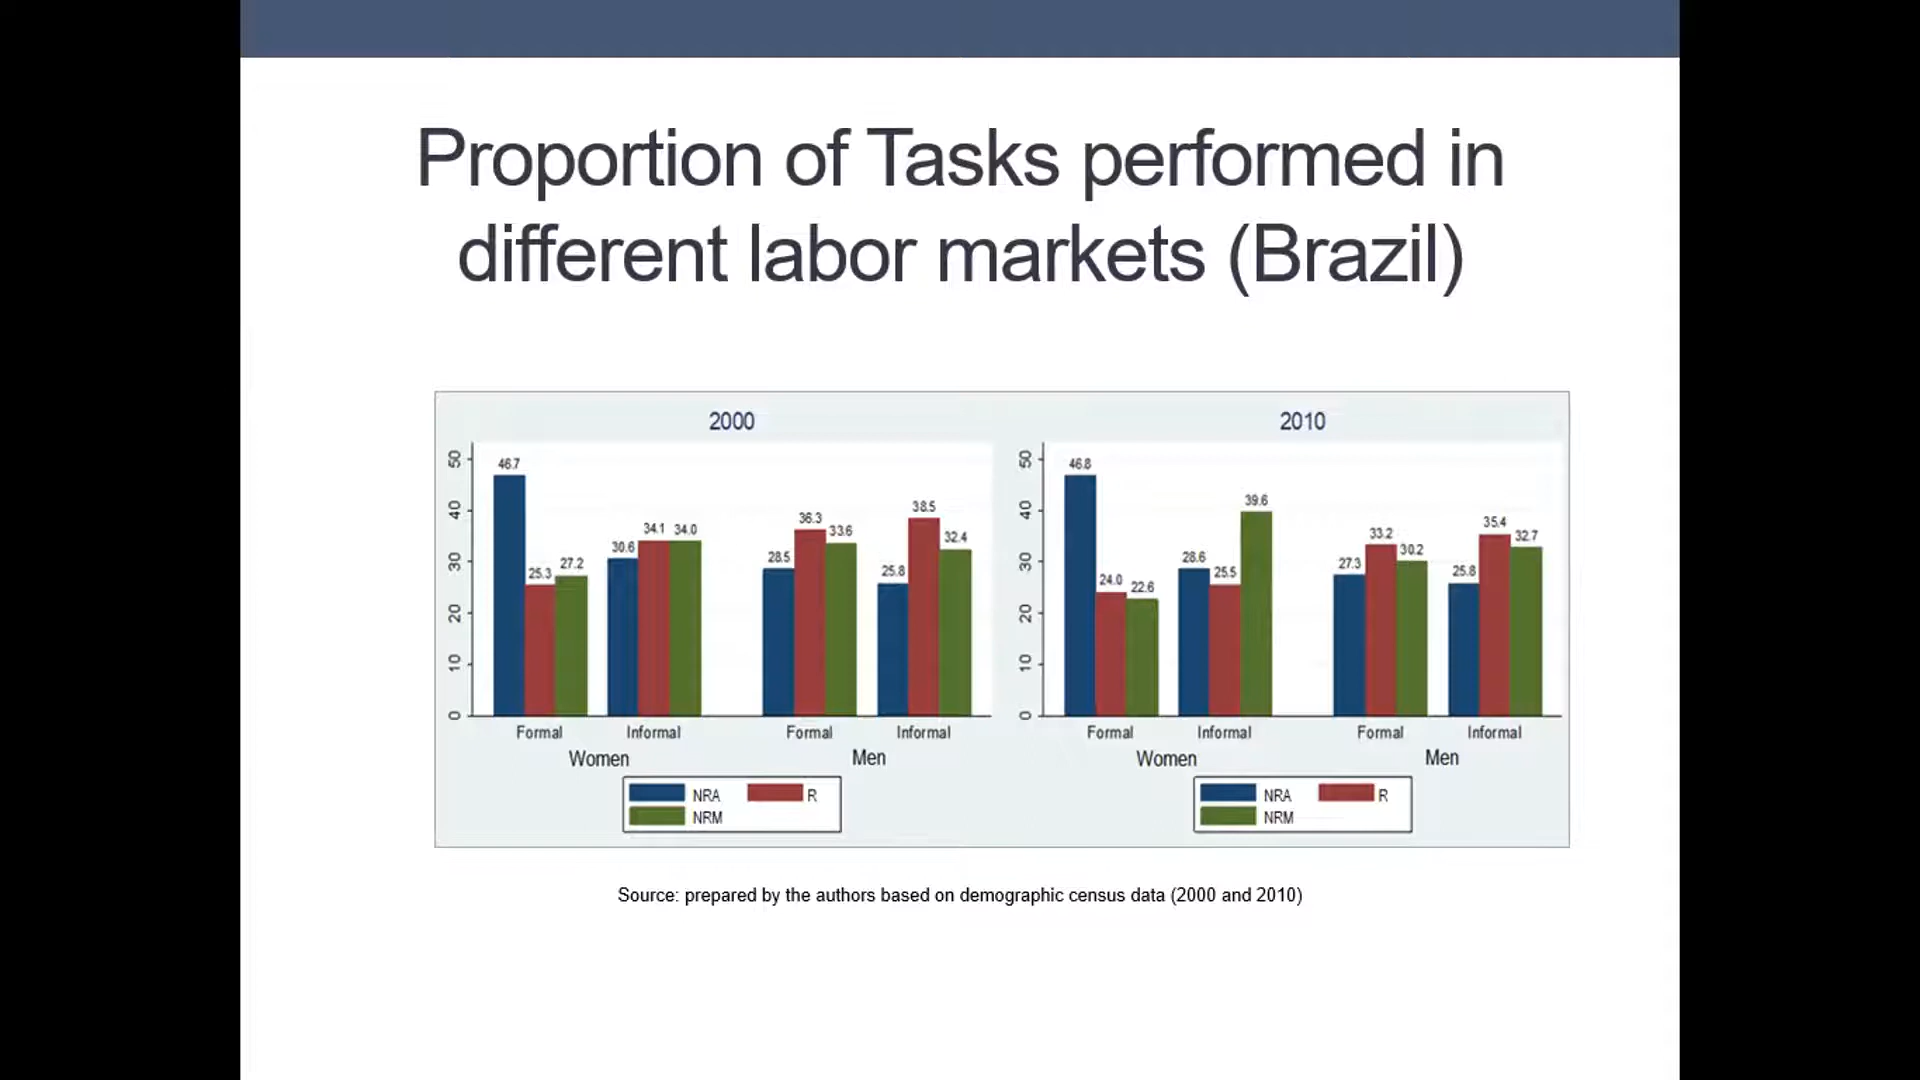 Proportion of Tasks performed in
different labor markets (Brazil)
2000
50
40
30
20
10
0
46.7
25.3
27.2
30.6
34.1
34.0
28.5
36.3
33.6
25.8
38.5
32.4
Formal
Informal
Formal
Informal
Women
Men
NRA
R
NRM
2010
50
40
30
20
10
0
46.8
24.0
22.6
28.6
25.5
39.6
27.3
33.2
30.2
25.8
35.4
32.7
Formal
Informal
Formal
Informal
Women
Men
NRA
R
NRM
Source: prepared by the authors based on demographic census data (2000 and 2010)